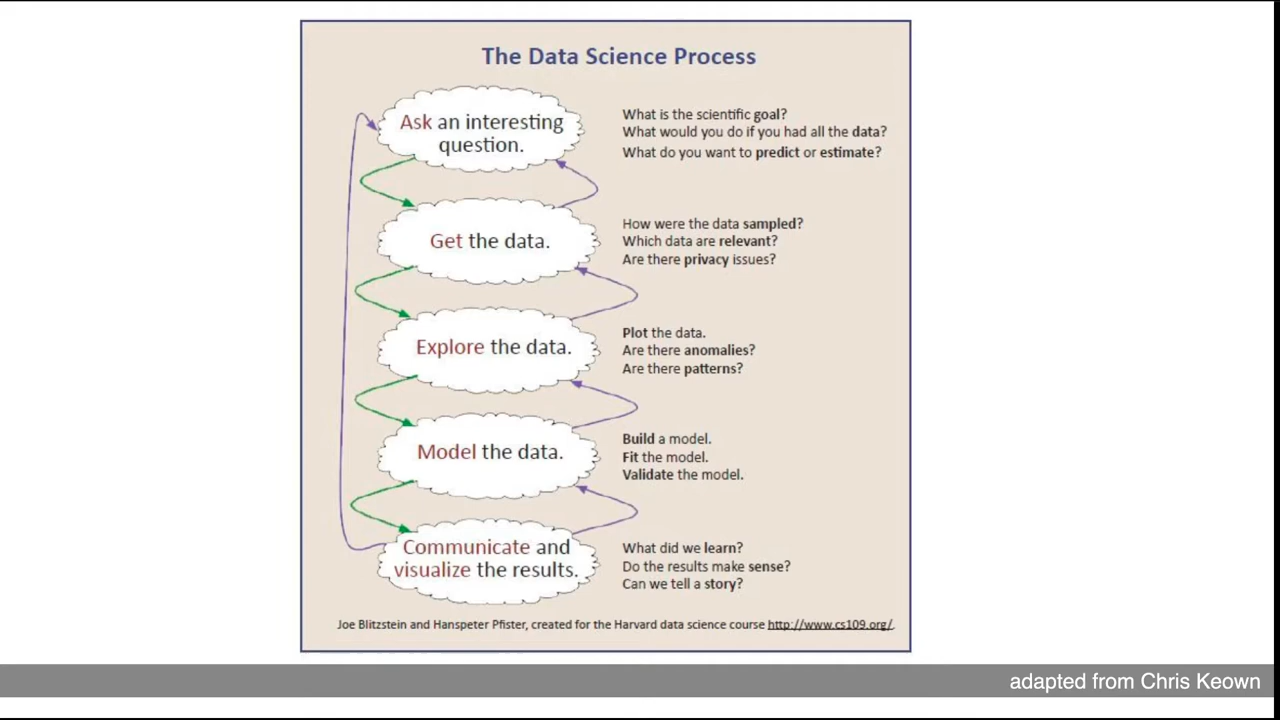 The Data Science Process
Ask an interesting
question.
What is the scientific goal?
What would you do if you had all the data?
What do you want to predict or estimate?
Get the data.
How were the data sampled?
Which data are relevant?
Are there privacy issues?
Explore the data.
Plot the data.
Are there anomalies?
Are there patterns?
Model the data.
Build a model.
Fit the model.
Validate the model.
Communicate and
visualize the results.
What did we learn?
Do the results make sense?
Can we tell a story?
Joe Blitzstein and Hanspeter Pfister, created for the Harvard data science course http://www.cs109.org/.
adapted from Chris Keown